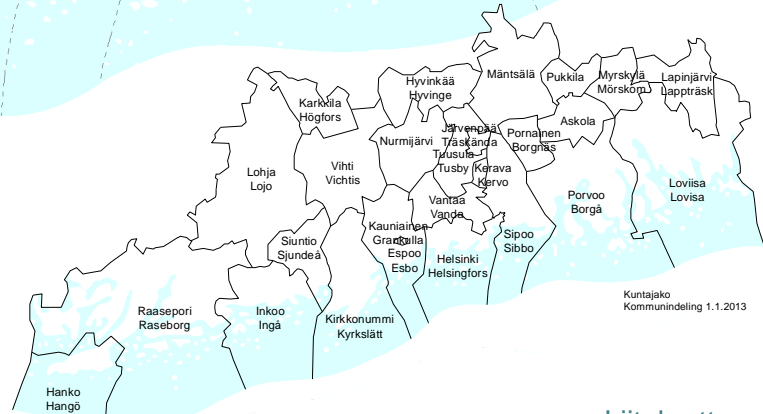 Hyvinkää
Hyvinge
Mäntsälä
Pukkila
Myrskylä
Mörskom
Lapinjärvi
Lappträsk
Karkkila
Högfors
Nurmijärvi
Järvenpää
Träskända
Tuusula
Tusby
Kerava
Kervo
Pornainen
Borgnäs
Askola
Lohja
Lojo
Vihti
Vichtis
Vantaa
Vanda
Porvoo
Borgå
Loviisa
Lovisa
Siuntio
Sjundeå
Kauniainen
Grankulla
Espoo
Esbo
Helsinki
Helsingfors
Sipoo
Sibbo
Raasepori
Raseborg
Inkoo
Ingå
Kirkkonummi
Kyrkslätt
Hanko
Hangö
Kuntajako
Kommunindeling 1.1.2013